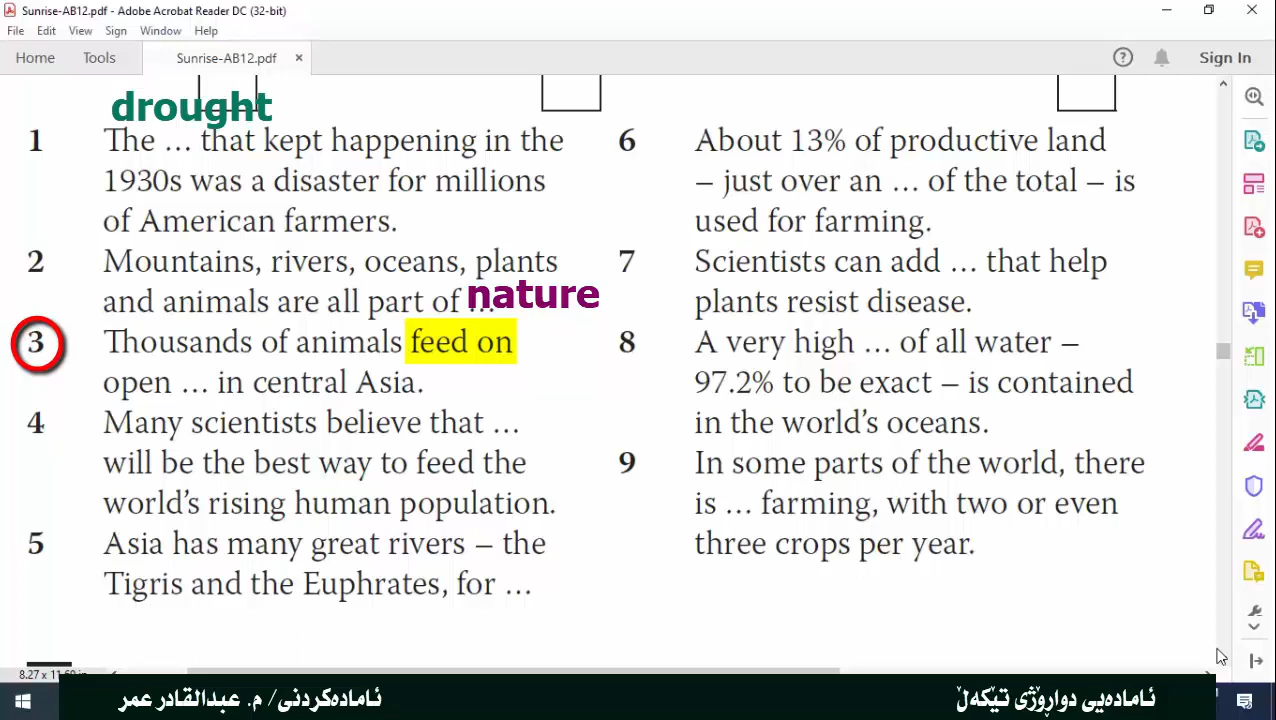 Sunrise-AB12.pdf - Adobe Acrobat Reader DC (32-bit)
File Edit View Sign Window Help
Home Tools Sunrise-AB12.pdf × Sign In
drought
1 The ... that kept happening in the
1930s was a disaster for millions
of American farmers.
2 Mountains, rivers, oceans, plants
and animals are all part of ...
nature
3 Thousands of animals feed on
open ... in central Asia.
4 Many scientists believe that ...
will be the best way to feed the
world's rising human population.
5 Asia has many great rivers – the
Tigris and the Euphrates, for ...
6 About 13% of productive land
– just over an ... of the total – is
used for farming.
7 Scientists can add ... that help
plants resist disease.
8 A very high ... of all water –
97.2% to be exact – is contained
in the world's oceans.
9 In some parts of the world, there
is ... farming, with two or even
three crops per year.
ئامادەیی دواڕۆژی تێکەڵ
ئامادەکردنی/ م. عبدالقادر عمر